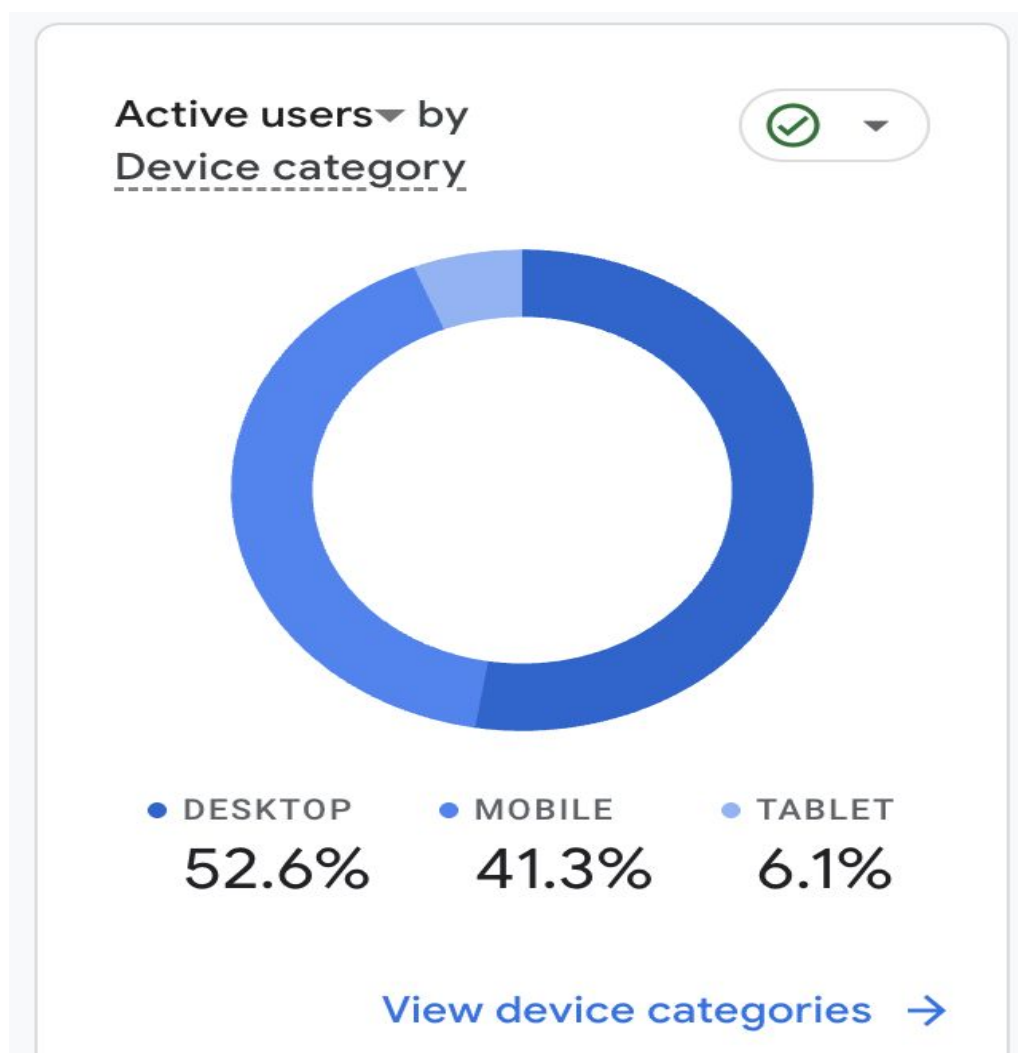 Active users by
Device category
DESKTOP MOBILE TABLET
52.6% 41.3% 6.1%
View device categories